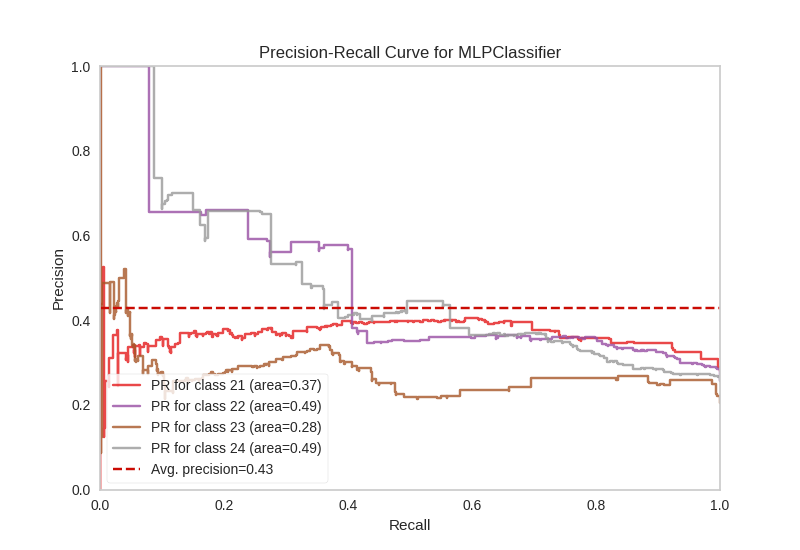 Precision-Recall Curve for MLPClassifier
1.0
0.8
0.6
0.4
0.2
0.0
Precision
PR for class 21 (area=0.37)
PR for class 22 (area=0.49)
PR for class 23 (area=0.28)
PR for class 24 (area=0.49)
Avg. precision=0.43
0.0 0.2 0.4 0.6 0.8 1.0
Recall